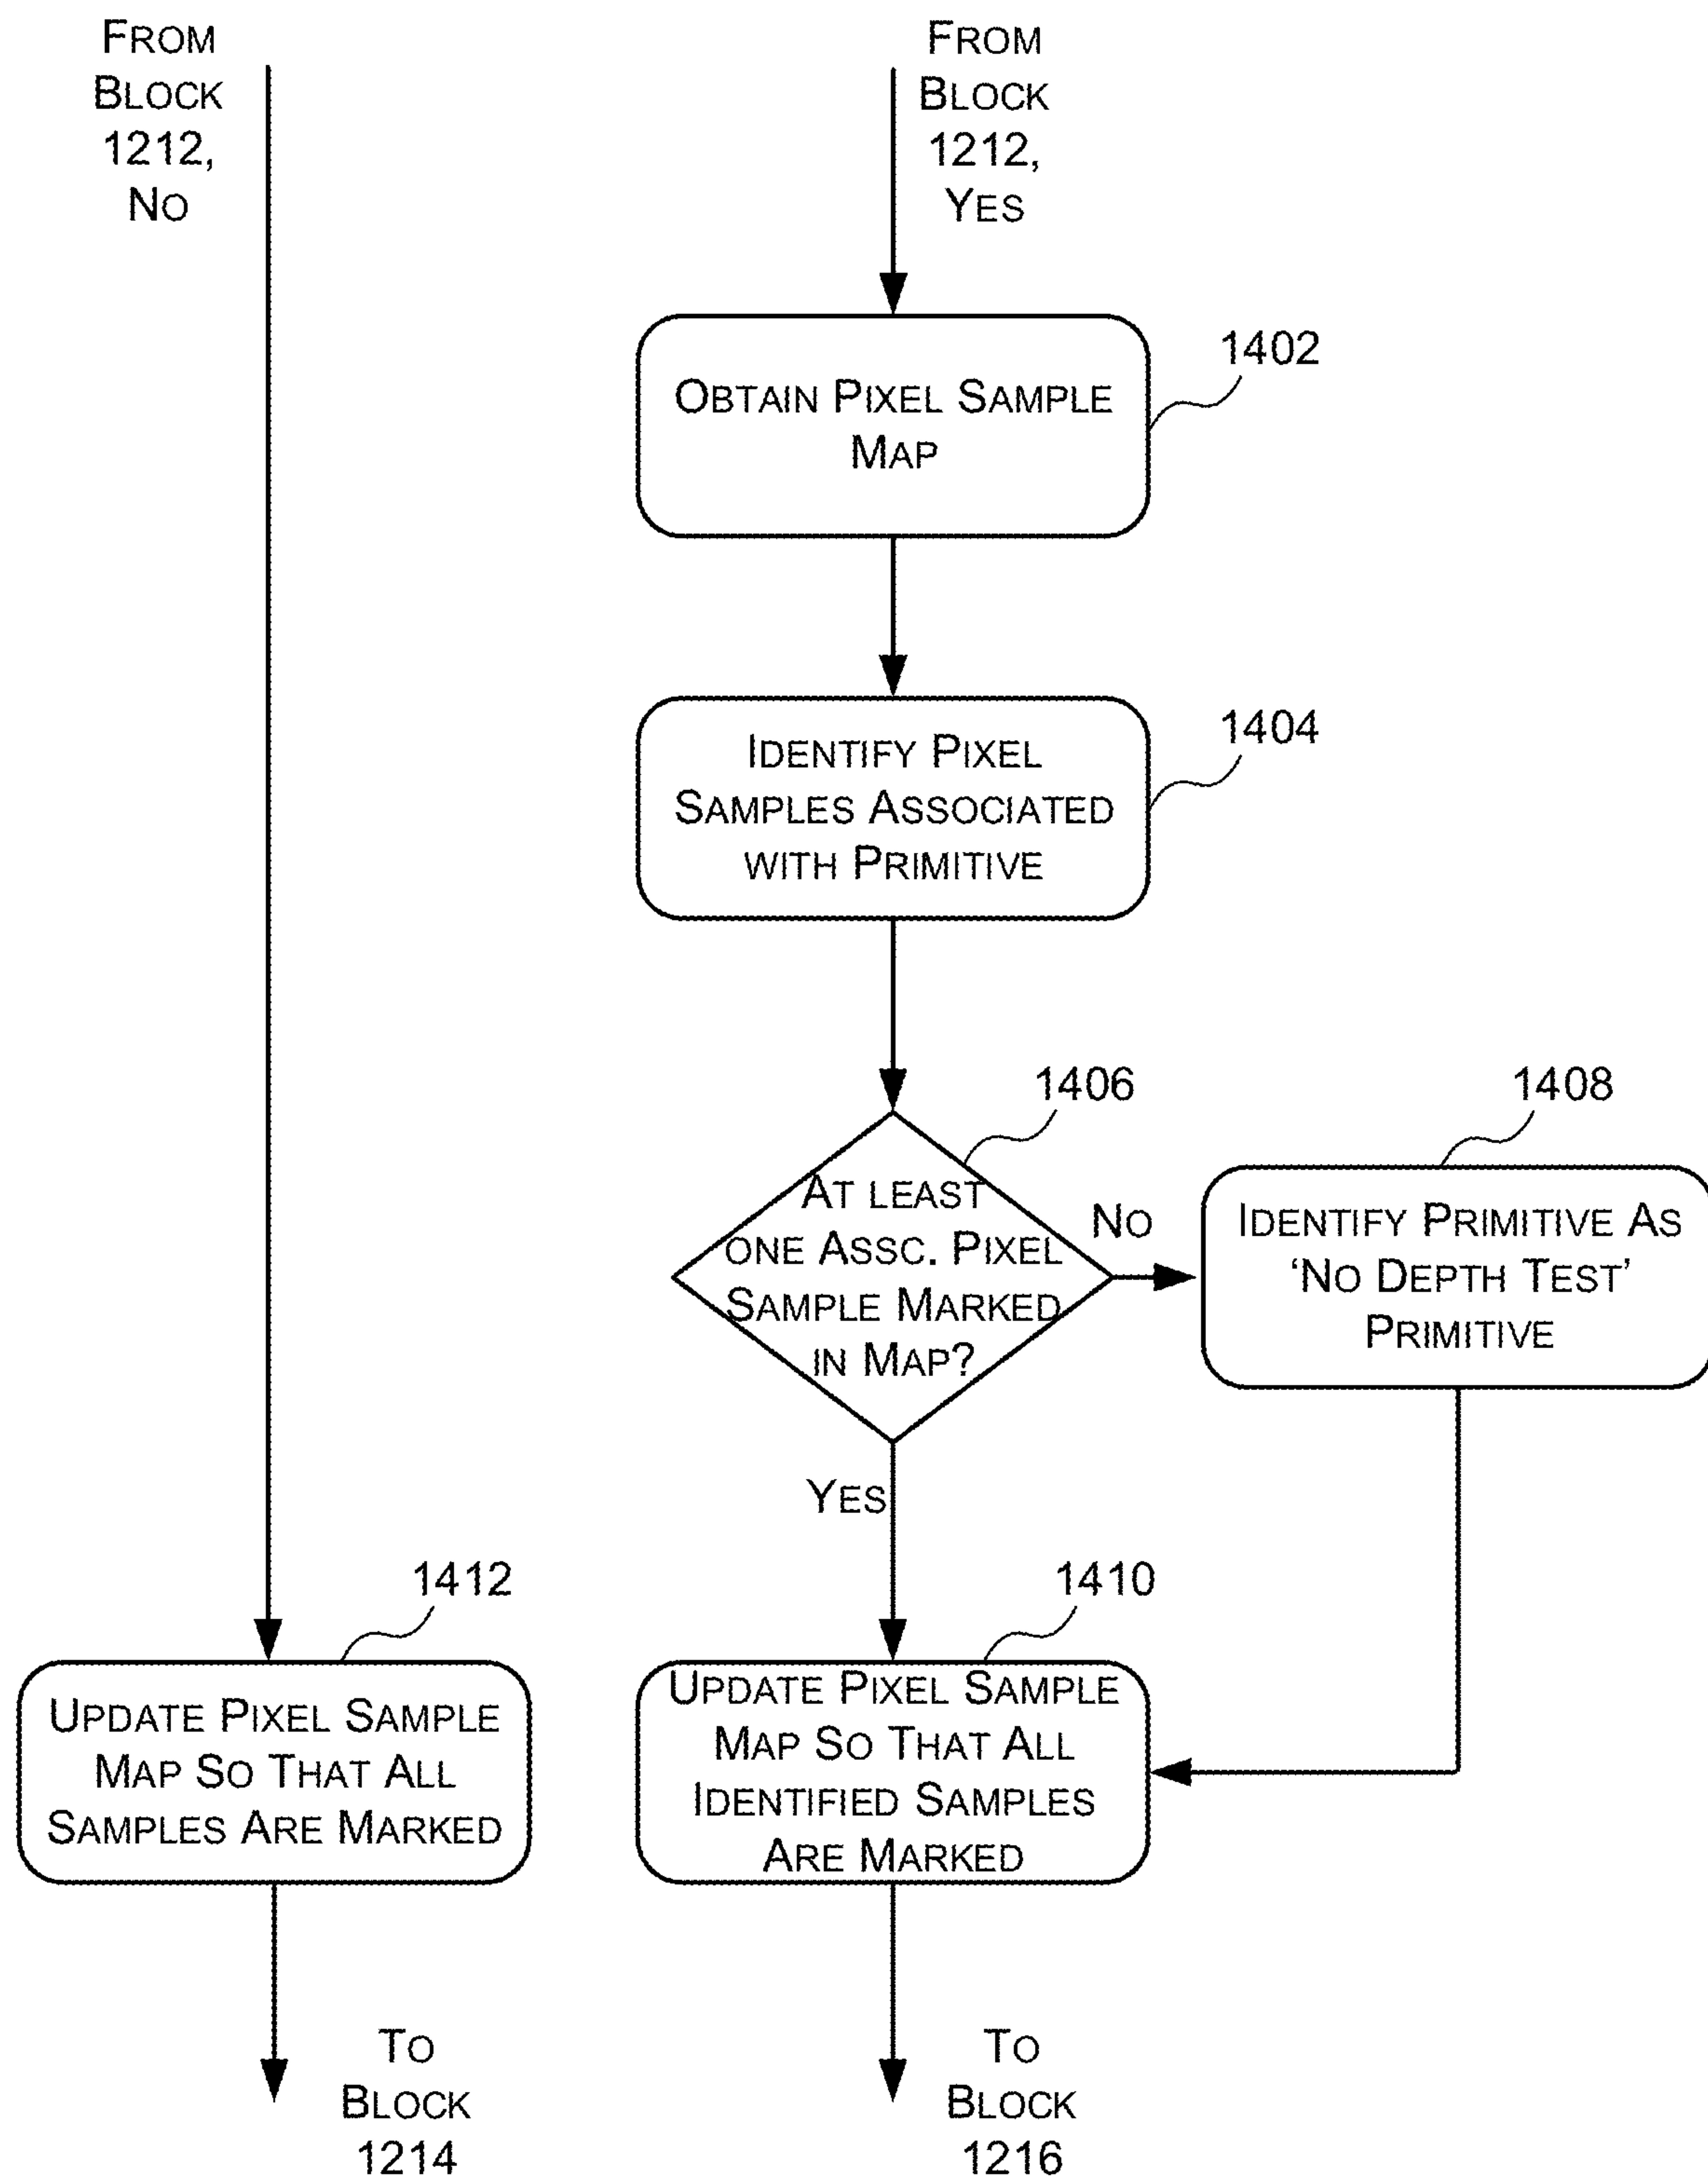 FROM
BLOCK
1212,
NO
FROM
BLOCK
1212,
YES
1402
OBTAIN PIXEL SAMPLE
MAP
1404
IDENTIFY PIXEL
SAMPLES ASSOCIATED
WITH PRIMITIVE
1406
AT LEAST
ONE ASSC. PIXEL
SAMPLE MARKED
IN MAP?
NO
1408
IDENTIFY PRIMITIVE AS
‘NO DEPTH TEST’
PRIMITIVE
YES
1412
UPDATE PIXEL SAMPLE
MAP SO THAT ALL
SAMPLES ARE MARKED
1410
UPDATE PIXEL SAMPLE
MAP SO THAT ALL
IDENTIFIED SAMPLES
ARE MARKED
TO
BLOCK
1214
TO
BLOCK
1216